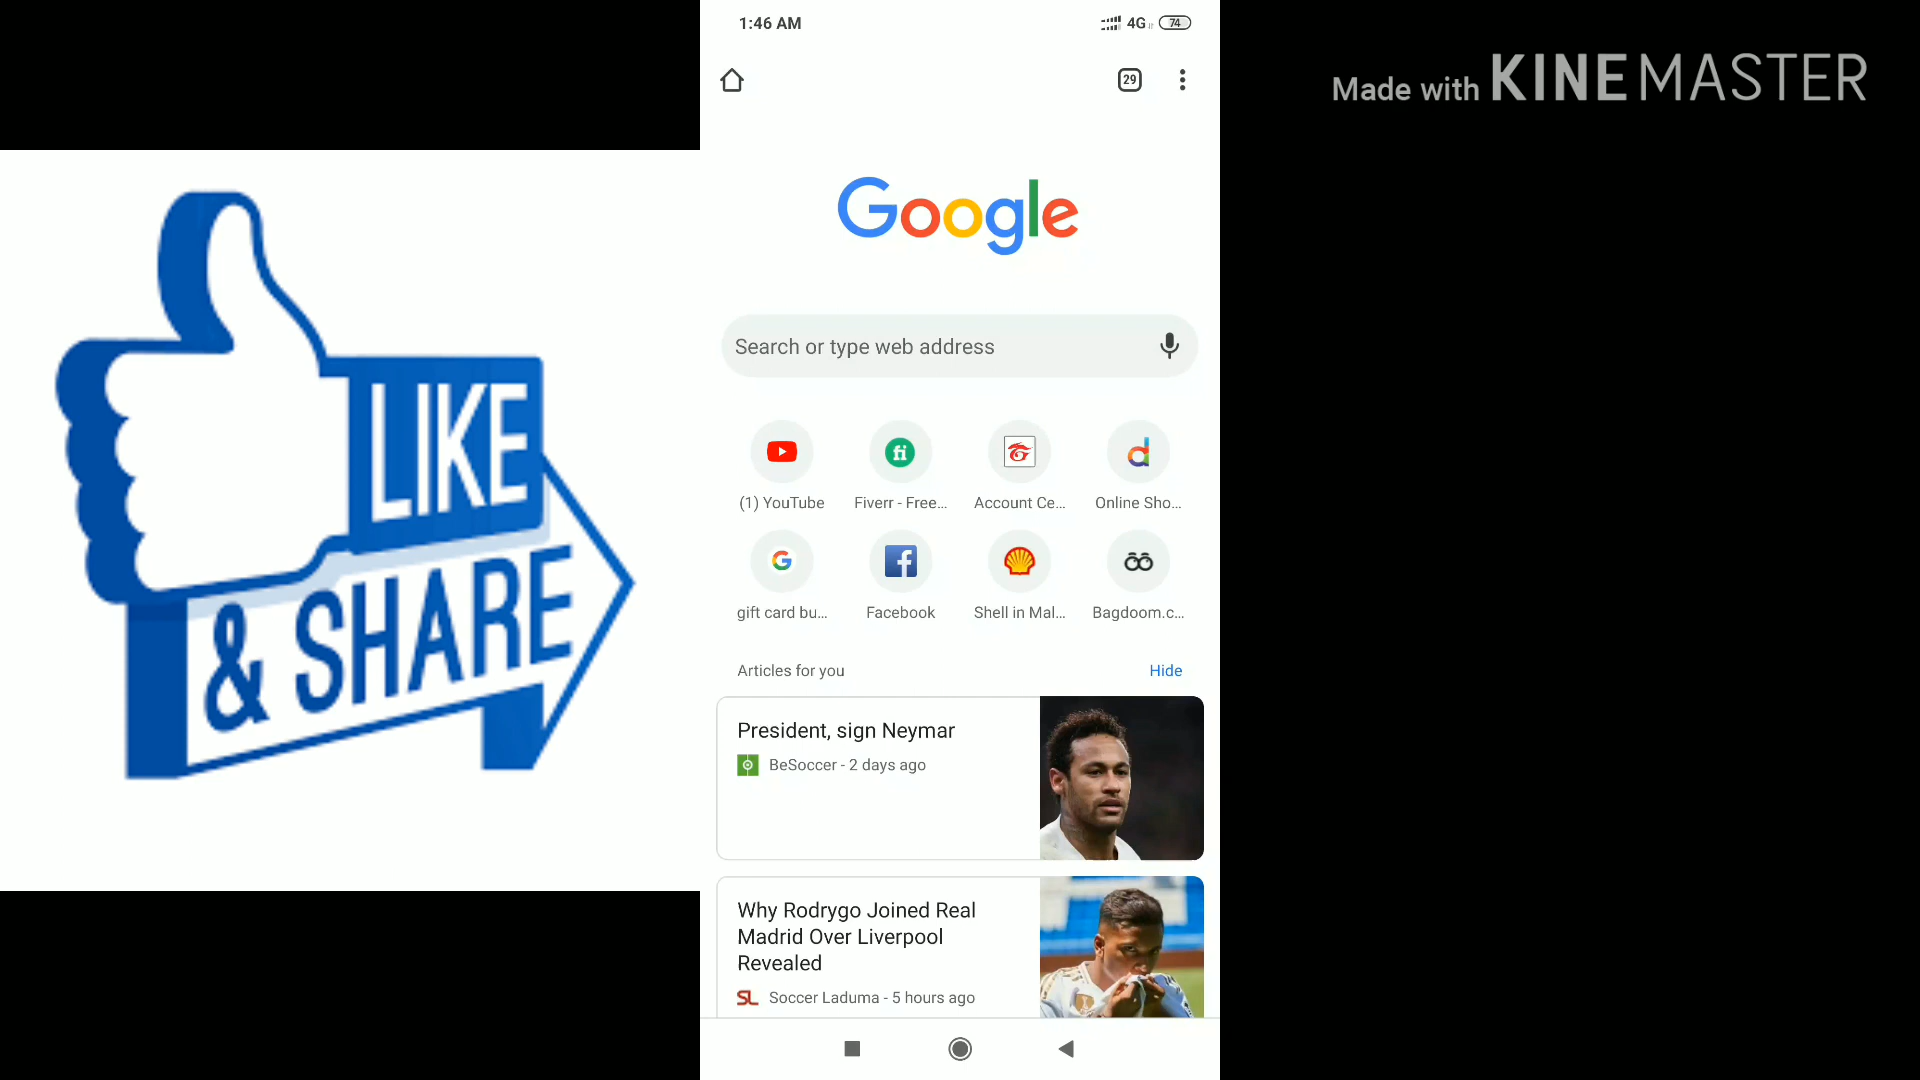 1:46 AM
4G
74
29
Made with KINEMASTER
Google
Search or type web address
LIKE
& SHARE
(1) YouTube
Fiverr - Free...
Account Ce...
Online Sho...
gift card bu...
Facebook
Shell in Mal...
Bagdoom.c...
Articles for you
Hide
President, sign Neymar
BeSoccer - 2 days ago
Why Rodrygo Joined Real
Madrid Over Liverpool
Revealed
SL Soccer Laduma - 5 hours ago